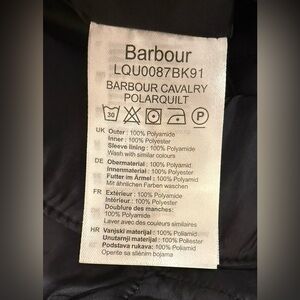 Barbour
LQU0087BK91
BARBOUR CAVALRY
POLARQUILT
30 P
UK Outer : 100% Polyamide
Inner : 100% Polyester
Sleeve lining : 100% Polyamide
Wash with similar colours
DE Obermaterial : 100% Polyamid
Innenmaterial : 100% Polyester
Futter im Ärmel : 100% Polyamid
Mit ähnlichen Farben waschen
FR Extérieur : 100% Polyamide
Intérieur : 100% Polyester
Doublure des manches:
100% Polyamide
Laver avec des couleurs similaires
HR Vanjski materijal : 100% Poliamid
Unutarnji materijal : 100% Poliester
Podstava rukava: 100% Poliamid
Operite sa sličnim bojama